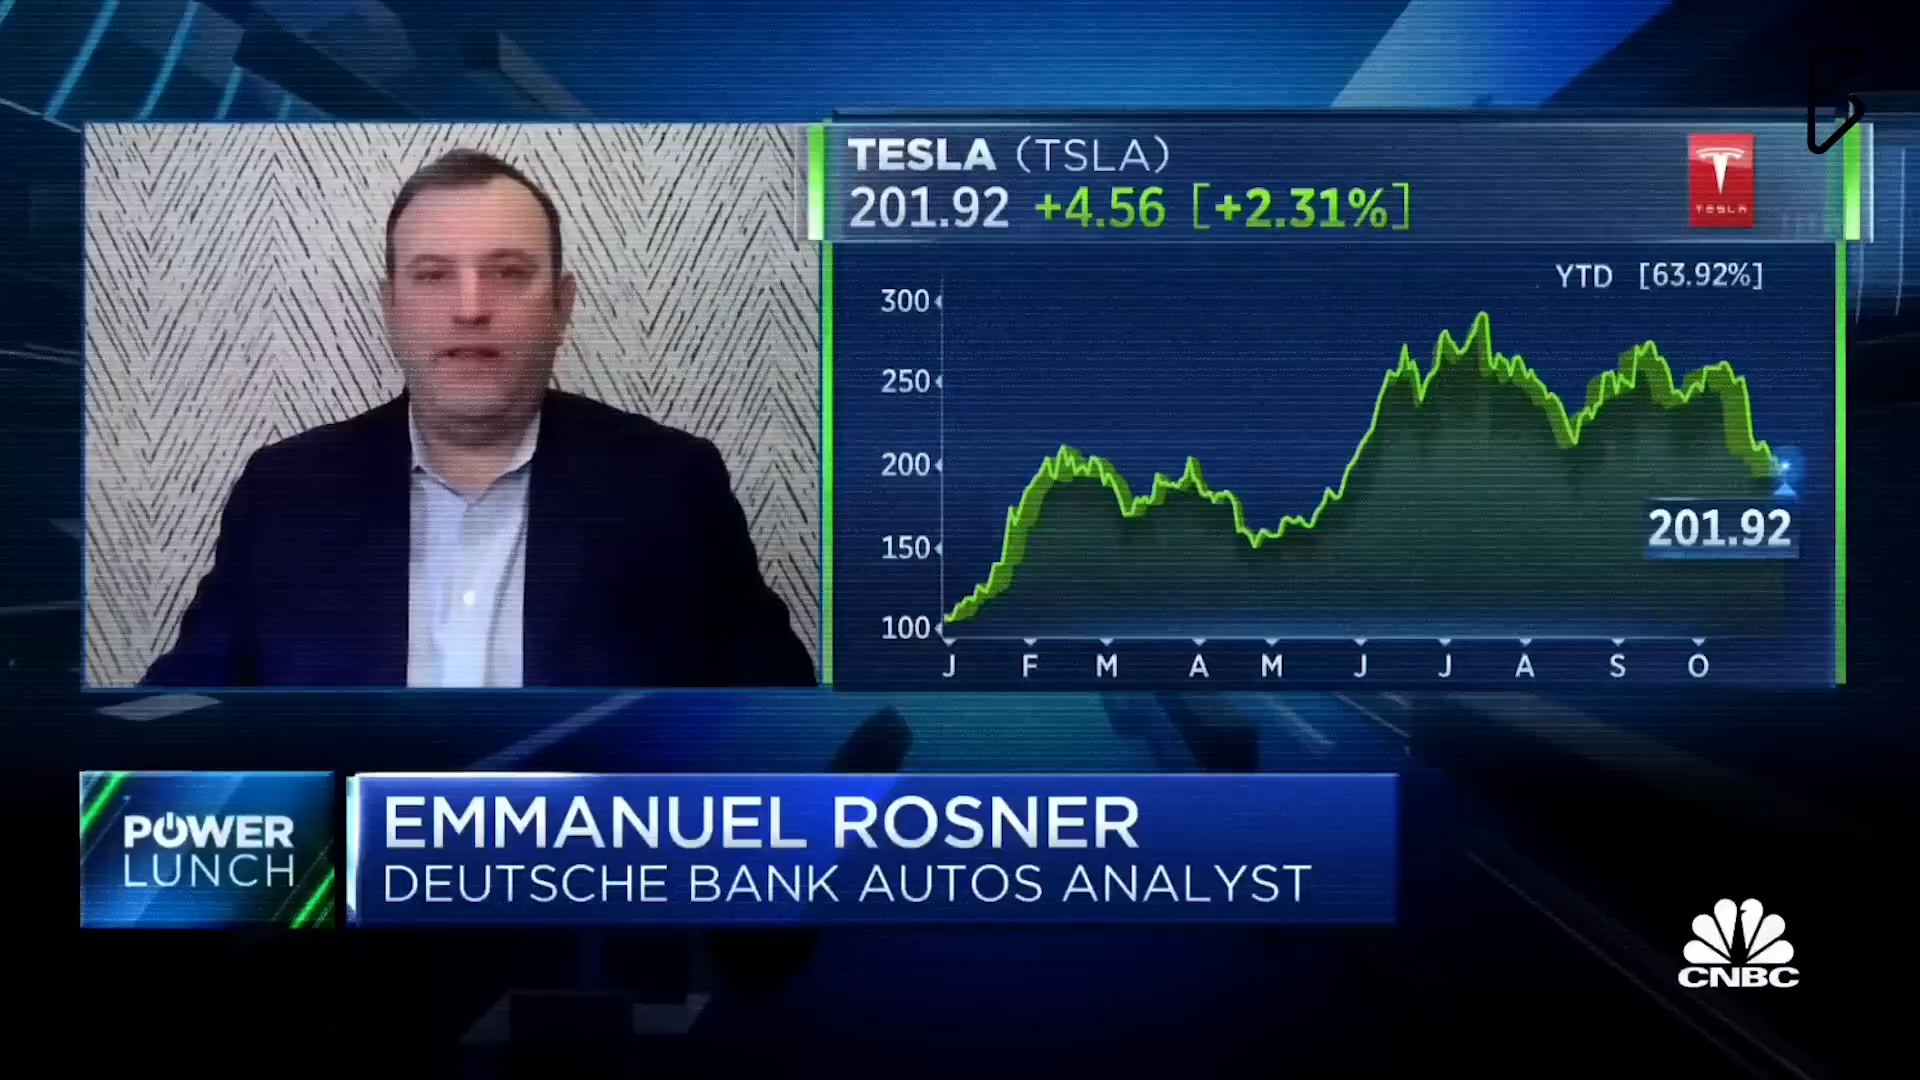 TESLA (TSLA)
201.92 +4.56 [+2.31%]
TESLA
YTD [63.92%]
300
250
200
150
100
201.92
J F M A M J J A S O
POWER
LUNCH
EMMANUEL ROSNER
DEUTSCHE BANK AUTOS ANALYST
CNBC